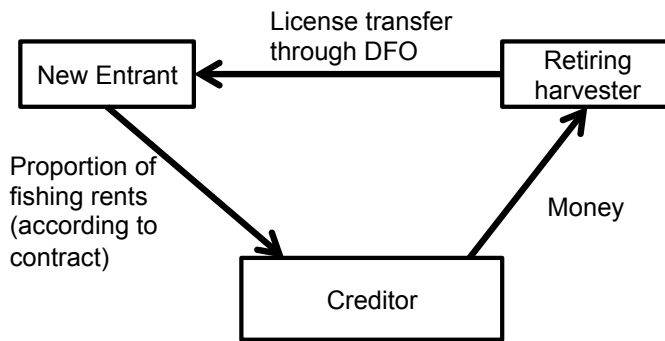 License transfer
through DFO
New Entrant
Retiring
harvester
Proportion of
fishing rents
(according to
contract)
Money
Creditor